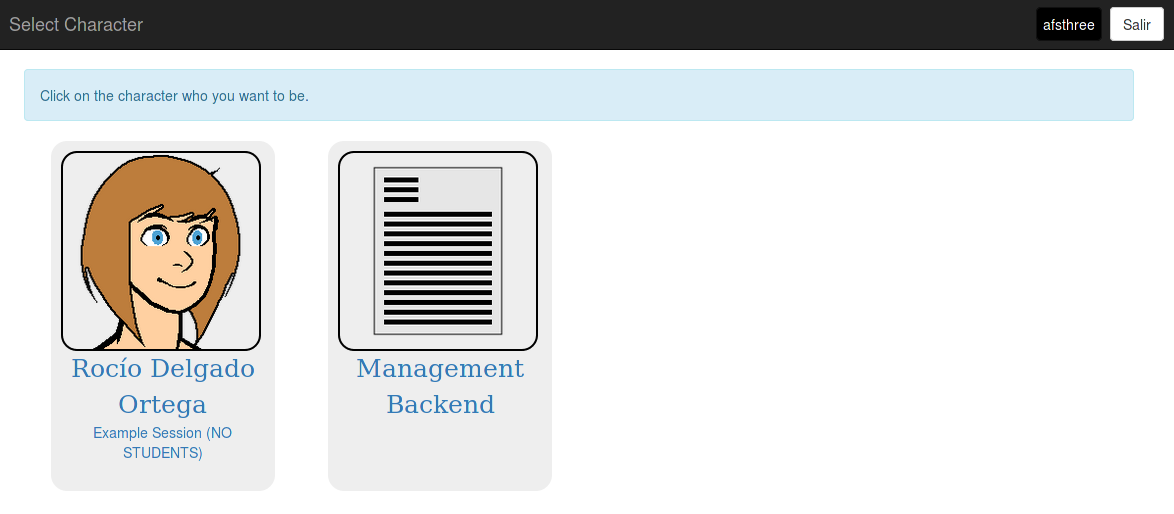 Select Character
afsthree
Salir
Click on the character who you want to be.
Rocío Delgado
Ortega
Example Session (NO
STUDENTS)
Management
Backend